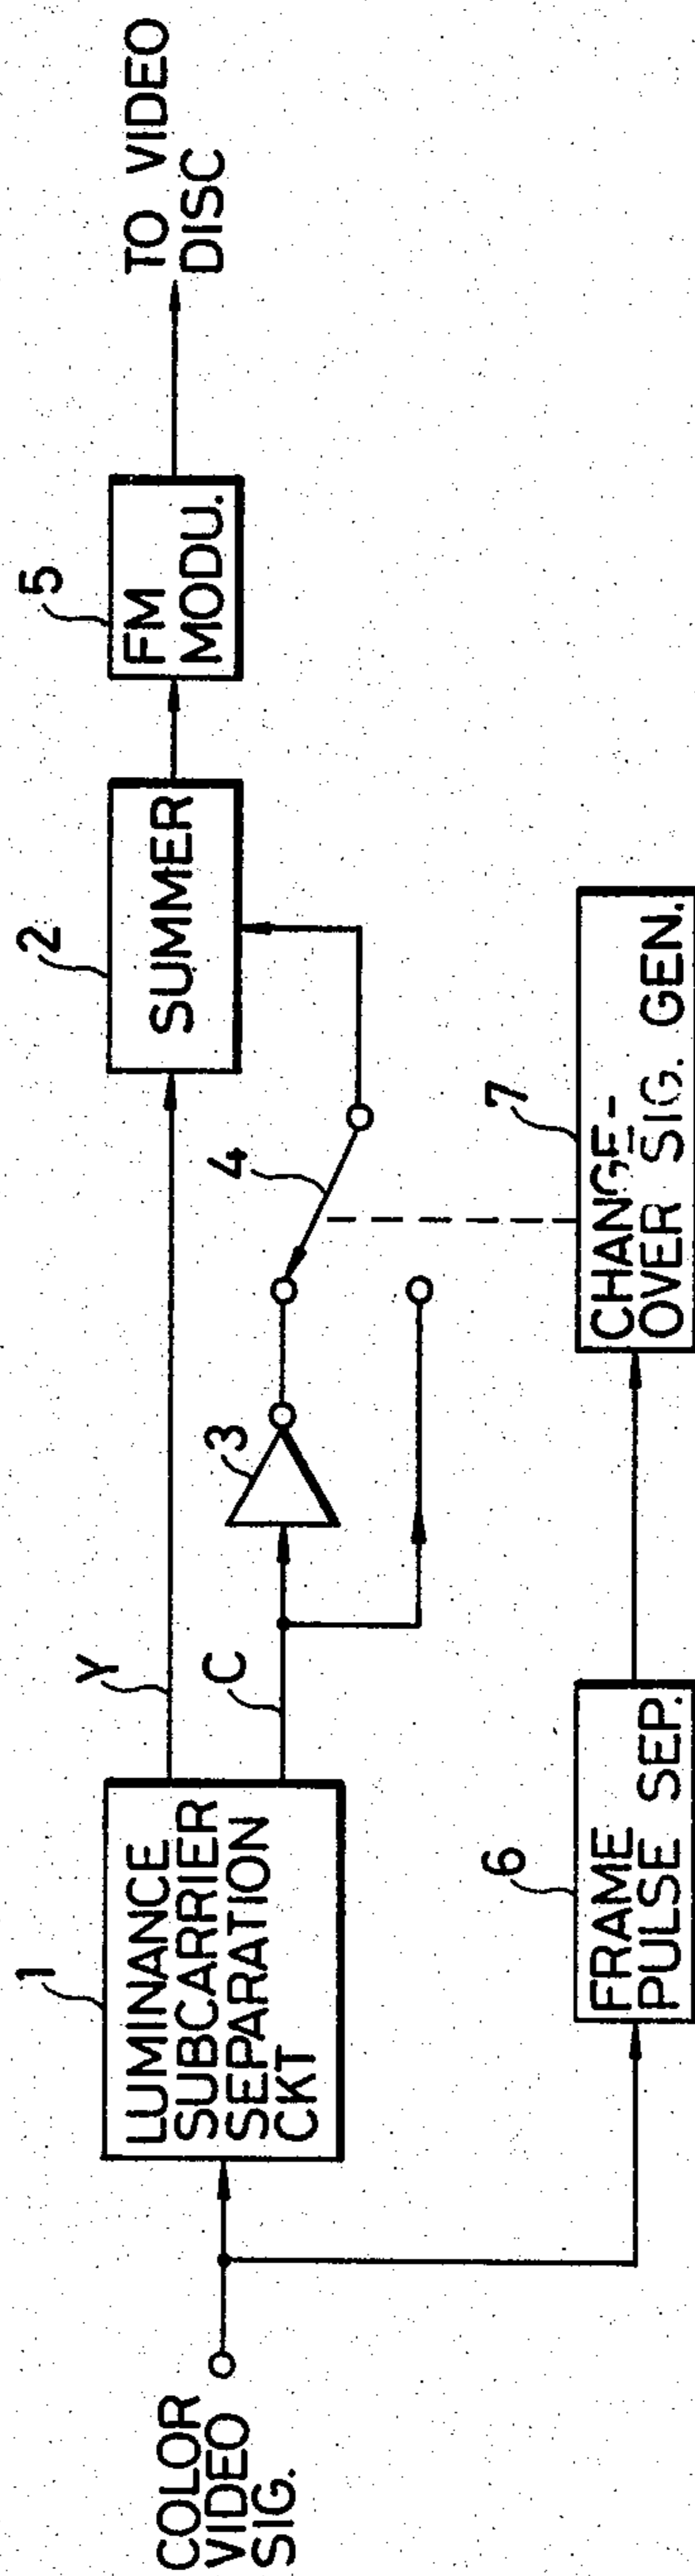 COLOR
VIDEO
SIG.
1
LUMINANCE
SUBCARRIER
SEPARATION
CKT
Y
C
3
4
2
SUMMER
5
FM
MODU.
TO VIDEO
DISC
6
FRAME
PULSE SEP.
7
CHANGE-
OVER SIG. GEN.